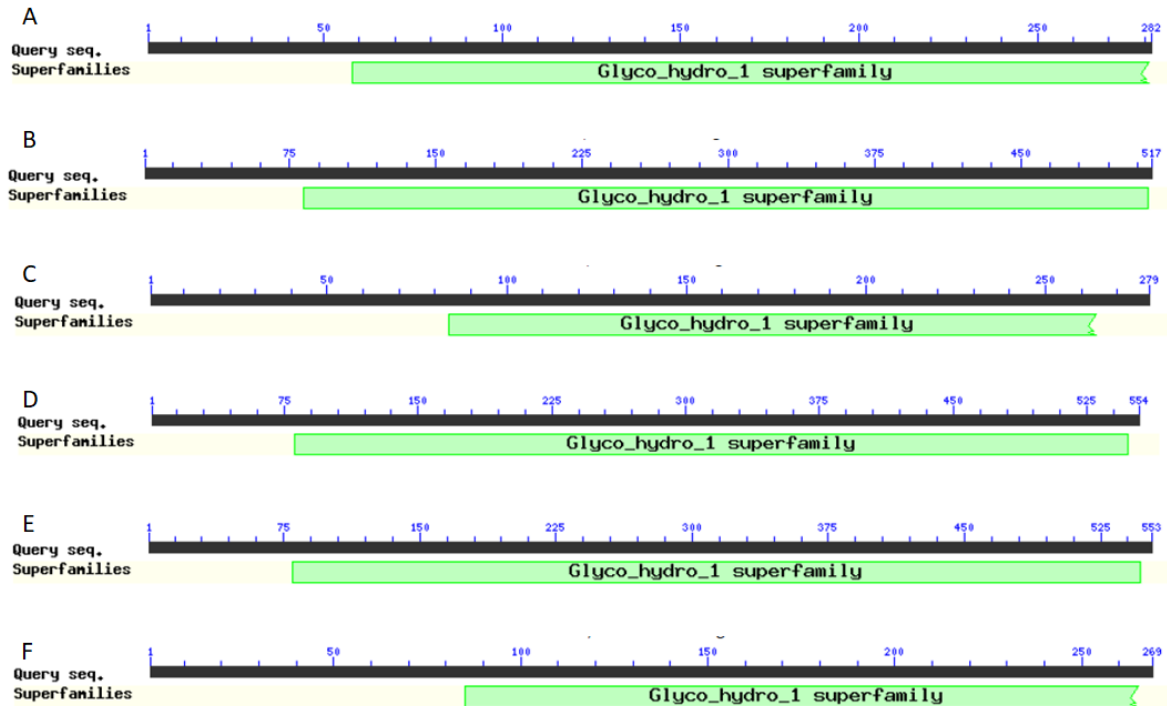 A
1 50 100 150 200 250 282
Query seq.
Superfamilies Glyco_hydro_1 superfamily
B
1 75 150 225 300 375 450 517
Query seq.
Superfamilies Glyco_hydro_1 superfamily
C
1 50 100 150 200 250 279
Query seq.
Superfamilies Glyco_hydro_1 superfamily
D
1 75 150 225 300 375 450 525 554
Query seq.
Superfamilies Glyco_hydro_1 superfamily
E
1 75 150 225 300 375 450 525 553
Query seq.
Superfamilies Glyco_hydro_1 superfamily
F
1 50 100 150 200 250 269
Query seq.
Superfamilies Glyco_hydro_1 superfamily